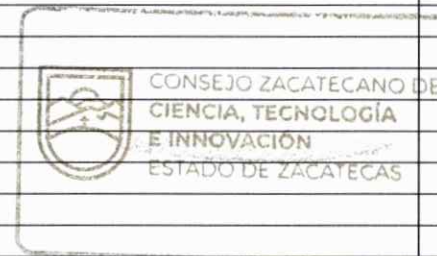 CONSEJO ZACATECANO DE
CIENCIA, TECNOLOGÍA
E INNOVACIÓN
ESTADO DE ZACATECAS